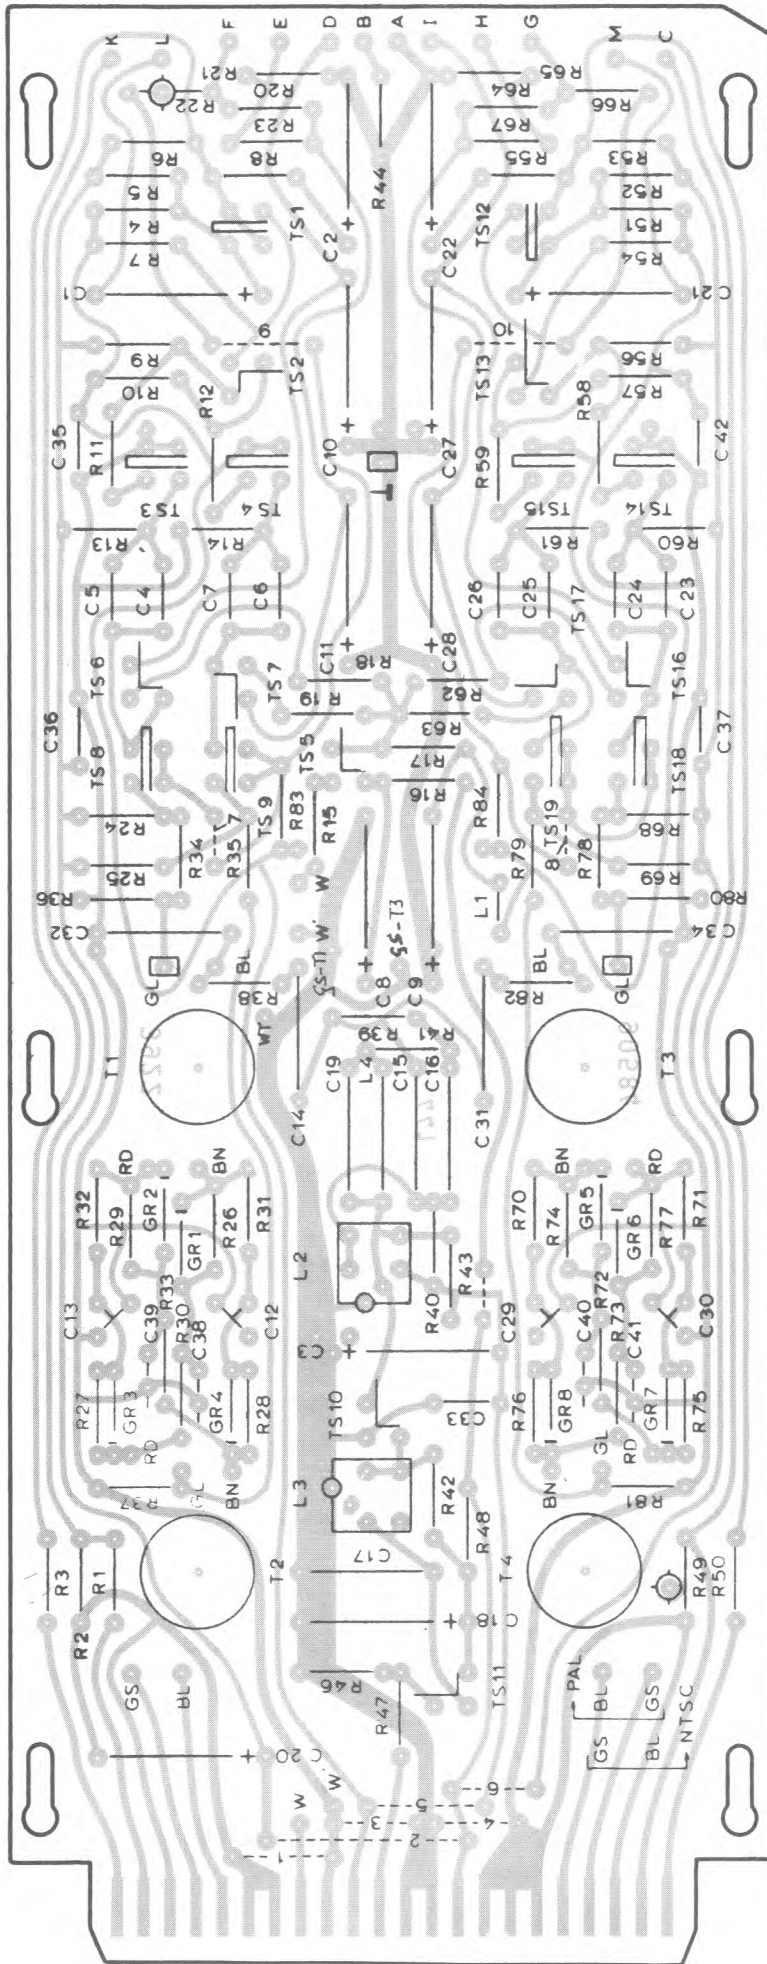 K L F E D B A I H G M C
R21 R65
R22 R20 R64 R66
R23 R67
R6 R8 R44 R55 R53
R5 R52
R4 TS1 TS12 R51
R7 C2 C22 R54
C1 + + + + C21
9 10
R9 TS2 TS13 R56
R10 R12 R58 R57
C35 R11 C10 + + C27 R59 C42
TS3 TS4 TS15 TS14
R13 R14 R61 R60
C5 C4 C7 C6 C26 C25 TS17 C24 C23
C11 + R18 + C28
TS6 TS7 R19 R62 TS16
C36 R63 C37
TS8 TS5 R17 TS18
R16
R24 TS9 R83 R15 R84 TS19 R68
R34 R35 7 R79 8 R78
R25 W R69
R36 L1 R80
C32 GS-T1 W' GS-T3 C34
GL BL + + BL GL
R38 C8 C9 R82
WT R39 R41
T1 C19 L4 C15 C16 T3
C14 C31
RD BN BN RD
R32 R29 GR2 GR1 R26 R31 R70 R74 GR5 GR6 R77 R71
L2
R33 R40 R43 R72
C13 C39 R30 C38 C12 C29 C40 R73 C41 C30
C3 +
R27 GR3 GR4 R28 TS10 C33 R76 GR8 GR7 R75
RD GL BN BN GL RD
L3 R42
R37 R81
R48
R3 R1 T2 C17 T4 R49 R50
R2 + C18
GS BL R46 R47 TS11 PAL BL GS
GS BL NTSC
+ C20
W W' 6
5
3 4
2
1